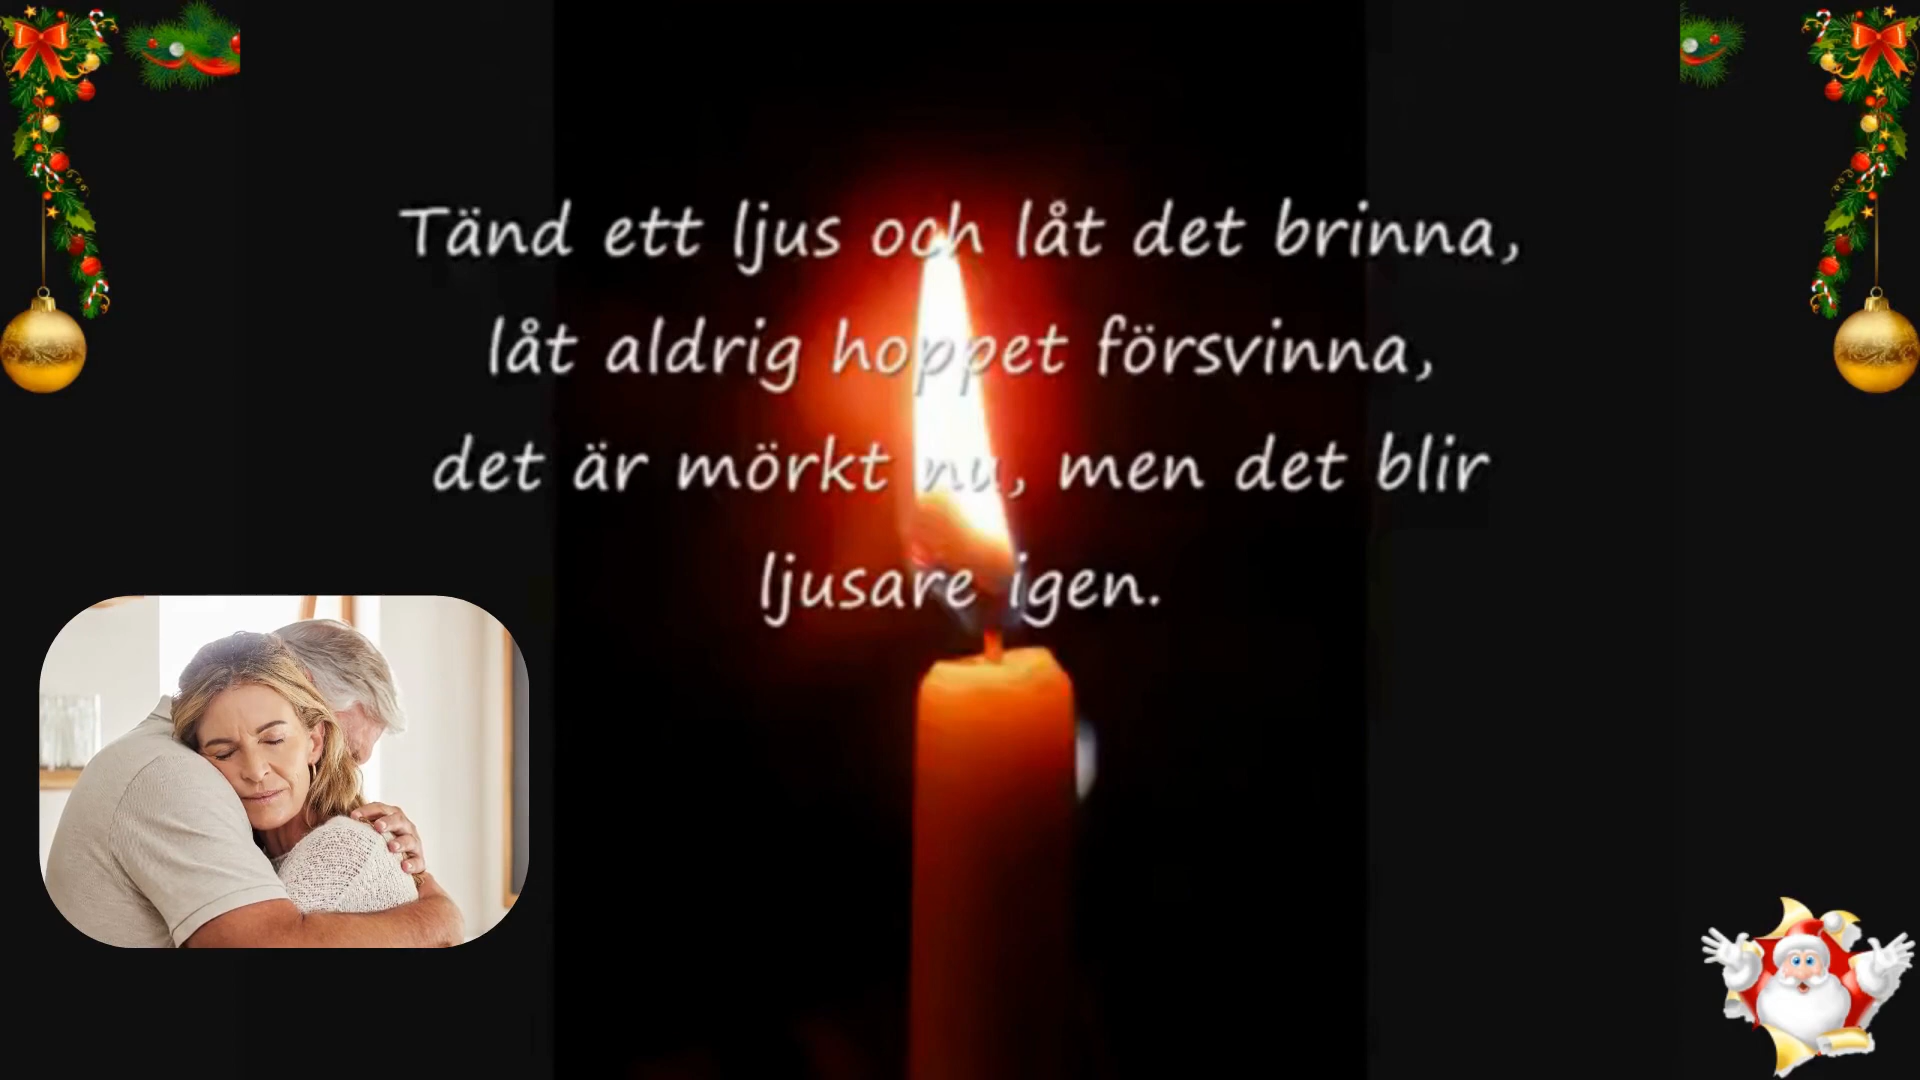 Tänd ett ljus och låt det brinna,
låt aldrig hoppet försvinna,
det är mörkt nu, men det blir
ljusare igen.